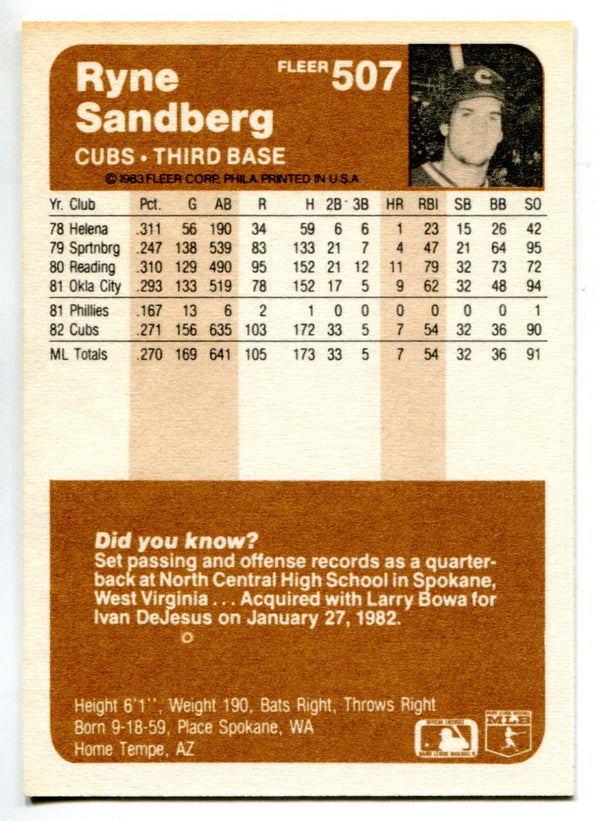 Ryne
Sandberg
FLEER 507
CUBS · THIRD BASE
© 1983 FLEER CORP., PHILA. PRINTED IN U.S.A.
Yr. Club Pct. G AB R H 2B 3B HR RBI SB BB SO
78 Helena .311 56 190 34 59 6 6 1 23 15 26 42
79 Sprtnbrg .247 138 539 83 133 21 7 4 47 21 64 95
80 Reading .310 129 490 95 152 21 12 11 79 32 73 72
81 Okla City .293 133 519 78 152 17 5 9 62 32 48 94
81 Phillies .167 13 6 2 1 0 0 0 0 0 0 1
82 Cubs .271 156 635 103 172 33 5 7 54 32 36 90
ML Totals .270 169 641 105 173 33 5 7 54 32 36 91
Did you know?
Set passing and offense records as a quarter-
back at North Central High School in Spokane,
West Virginia . . . Acquired with Larry Bowa for
Ivan DeJesus on January 27, 1982.
Height 6'1'', Weight 190, Bats Right, Throws Right
Born 9-18-59, Place Spokane, WA
Home Tempe, AZ
MLB